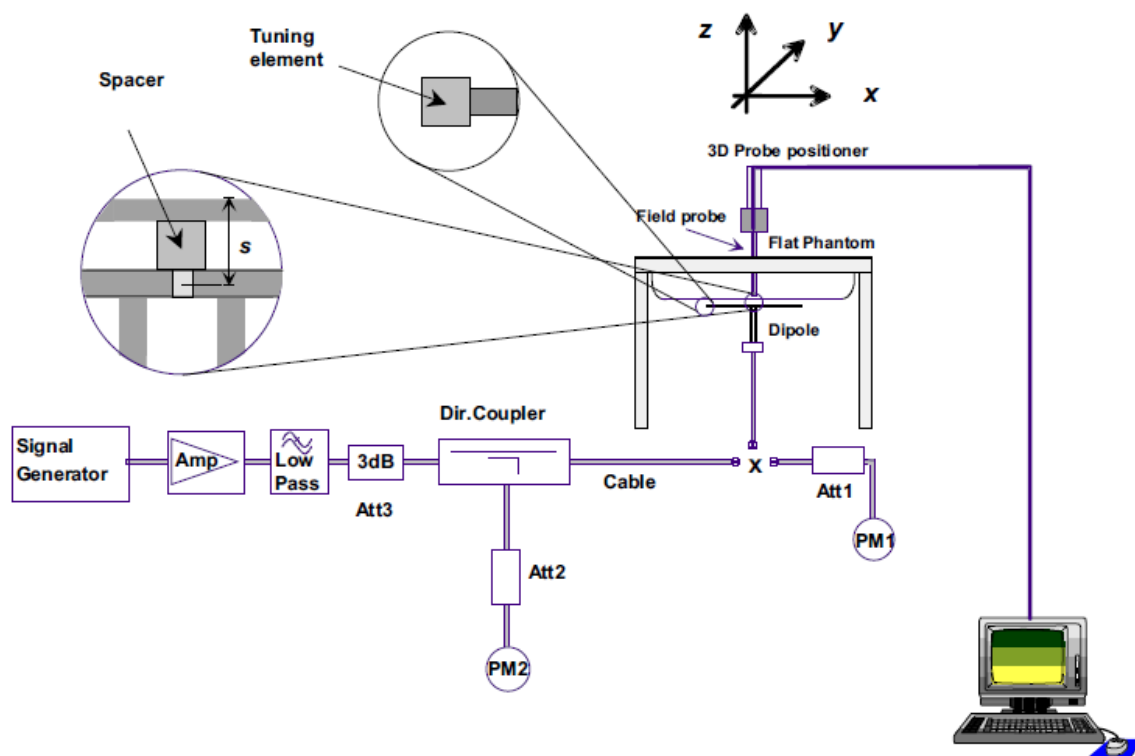 Tuning
element
Spacer
z
y
x
3D Probe positioner
Field probe
Flat Phantom
s
Dipole
Dir.Coupler
Signal
Generator
Amp
Low
Pass
3dB
Att3
Cable
X
Att1
PM1
Att2
PM2